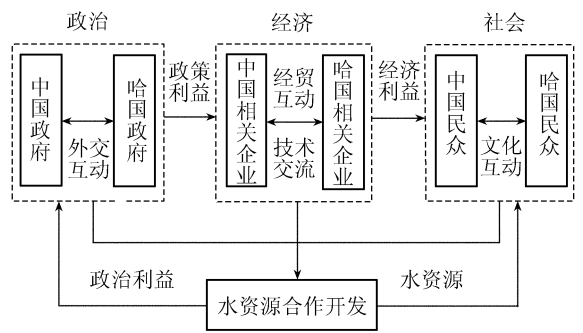 政治
经济
社会
中国政府
外交
互动
哈国政府
政策
利益
中国相关企业
经贸
互动
技术
交流
哈国相关企业
经济
利益
中国民众
文化
互动
哈国民众
政治利益
水资源合作开发
水资源